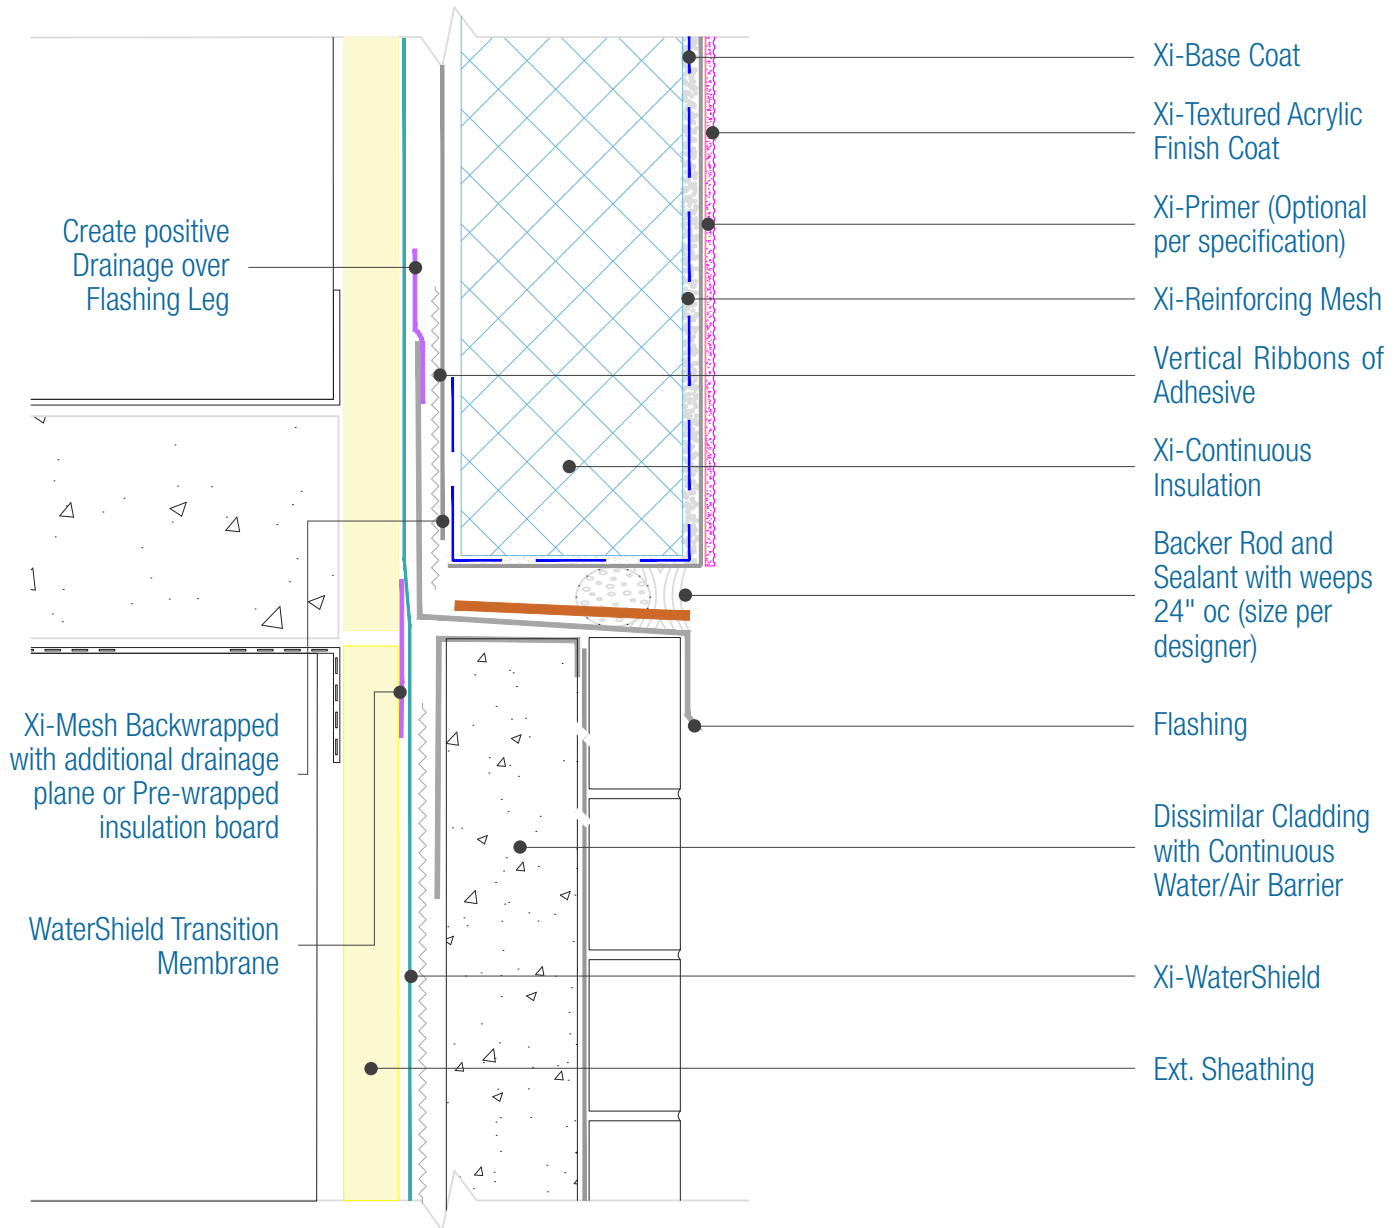 Xi-Base Coat
Xi-Textured Acrylic
Finish Coat
Xi-Primer (Optional
per specification)
Xi-Reinforcing Mesh
Vertical Ribbons of
Adhesive
Xi-Continuous
Insulation
Backer Rod and
Sealant with weeps
24" oc (size per
designer)
Flashing
Dissimilar Cladding
with Continuous
Water/Air Barrier
Xi-WaterShield
Ext. Sheathing
Create positive
Drainage over
Flashing Leg
Xi-Mesh Backwrapped
with additional drainage
plane or Pre-wrapped
insulation board
WaterShield Transition
Membrane